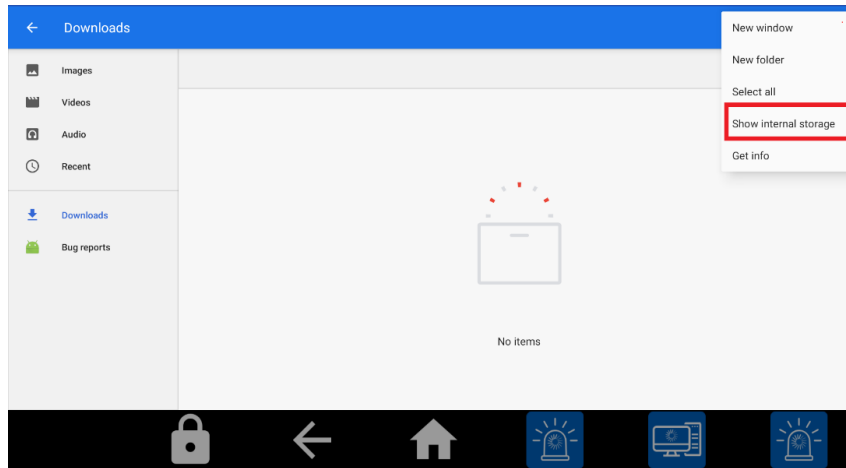 Downloads
New window
New folder
Select all
Show internal storage
Get info
Images
Videos
Audio
Recent
Downloads
Bug reports
No items